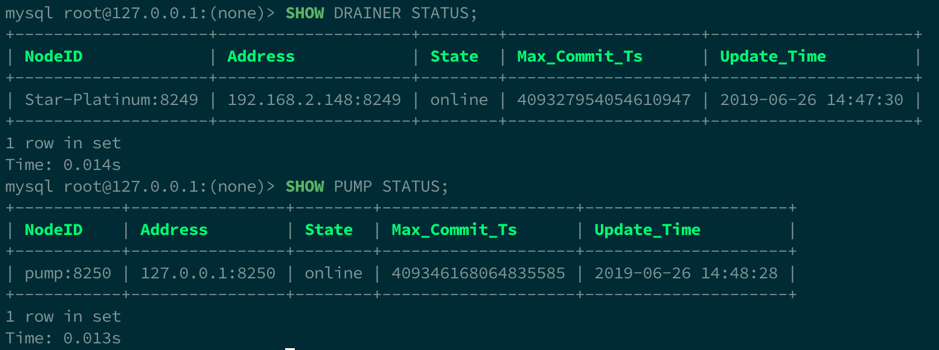 mysql root@127.0.0.1:(none)> SHOW DRAINER STATUS;
+--------------------+--------------------+--------+--------------------+---------------------+
| NodeID             | Address            | State  | Max_Commit_Ts      | Update_Time         |
+--------------------+--------------------+--------+--------------------+---------------------+
| Star-Platinum:8249 | 192.168.2.148:8249 | online | 409327954054610947 | 2019-06-26 14:47:30 |
+--------------------+--------------------+--------+--------------------+---------------------+
1 row in set
Time: 0.014s
mysql root@127.0.0.1:(none)> SHOW PUMP STATUS;
+-----------+----------------+--------+--------------------+---------------------+
| NodeID    | Address        | State  | Max_Commit_Ts      | Update_Time         |
+-----------+----------------+--------+--------------------+---------------------+
| pump:8250 | 127.0.0.1:8250 | online | 409346168064835585 | 2019-06-26 14:48:28 |
+-----------+----------------+--------+--------------------+---------------------+
1 row in set
Time: 0.013s